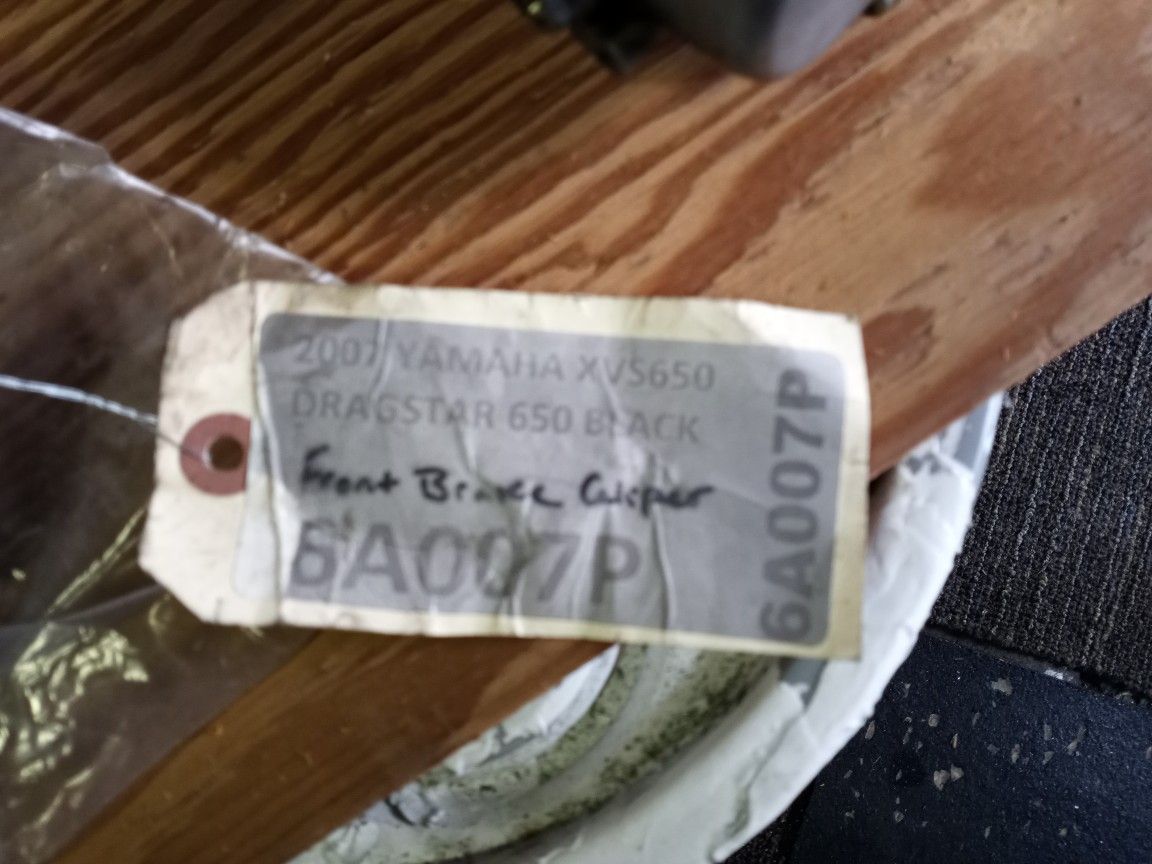 2007 YAMAHA XVS650
DRAGSTAR 650 BLACK
Front Brake Caliper
6A007P
6A007P